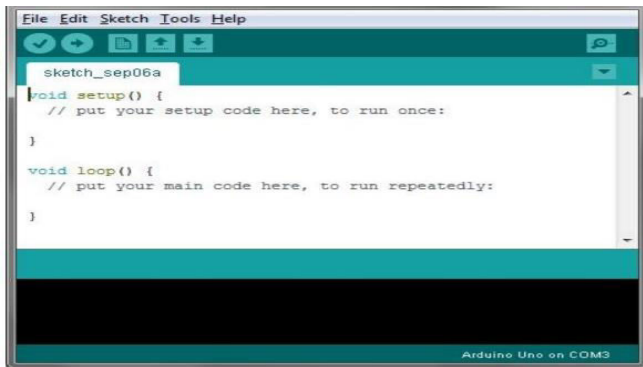 File Edit Sketch Tools Help
sketch_sep06a
void setup() {
  // put your setup code here, to run once:
}
void loop() {
  // put your main code here, to run repeatedly:
}
Arduino Uno on COM3